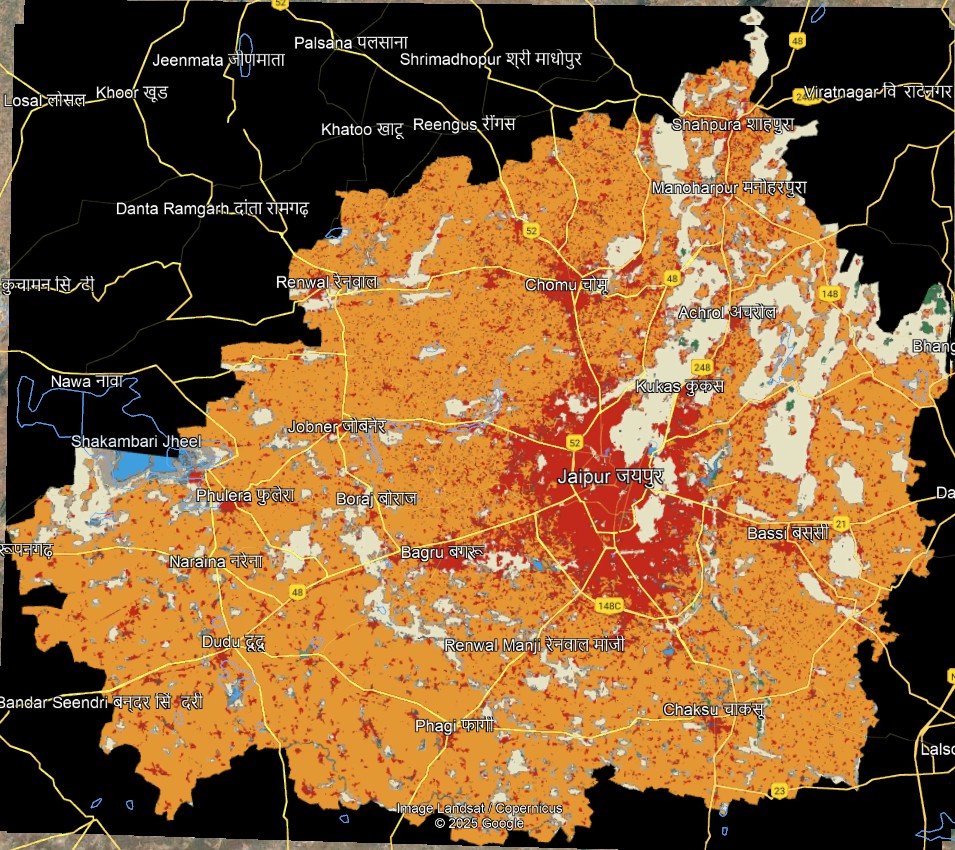 52
Palsana पलसाना
48
Jeenmata जीणमाता
Shrimadhopur श्री माधोपुर
Losal लोसल
Khoor खूड
Viratnagar वि राटनगर
Khatoo खाटू
Reengus रींगस
Shahpura शाहपुरा
Manoharpur मनोहरपुरा
Danta Ramgarh दांता रामगढ़
52
कुचामन सि टी
Renwal रेनवाल
Chomu चोमू
48
148
Achrol अचरोल
Bhang
248
Nawa नावा
Kukas कुकस
Jobner जोबनेर
Shakambari Jheel
52
Jaipur जयपुर
Phulera फुलेरा
Boraj बोराज
Da
21
Bassi बस्सी
रूपनगढ़
Bagru बगरू
Naraina नरेना
48
148C
Dudu दूदू
Renwal Manji रेनवाल मांजी
Bandar Seendri बनदर सिं दरी
Chaksu चाकसू
Phagi फागी
Lalso
23
Image Landsat / Copernicus
© 2025 Google